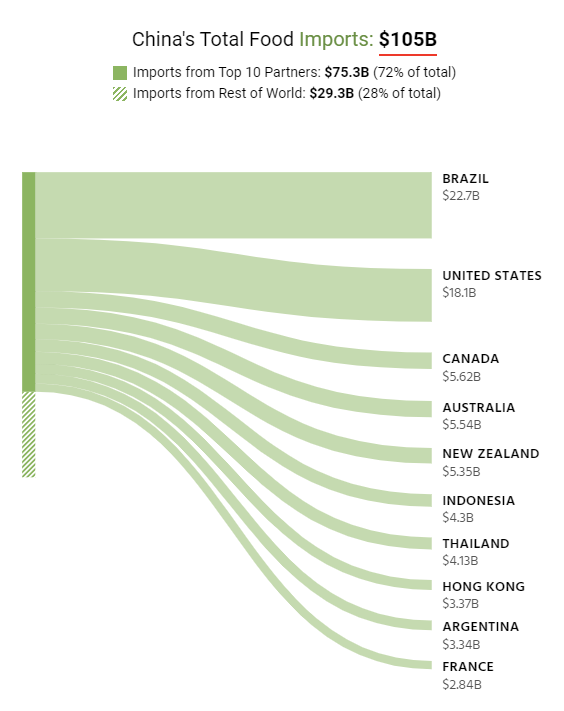 China's Total Food Imports: $105B
Imports from Top 10 Partners: $75.3B (72% of total)
Imports from Rest of World: $29.3B (28% of total)
BRAZIL
$22.7B
UNITED STATES
$18.1B
CANADA
$5.62B
AUSTRALIA
$5.54B
NEW ZEALAND
$5.35B
INDONESIA
$4.3B
THAILAND
$4.13B
HONG KONG
$3.37B
ARGENTINA
$3.34B
FRANCE
$2.84B